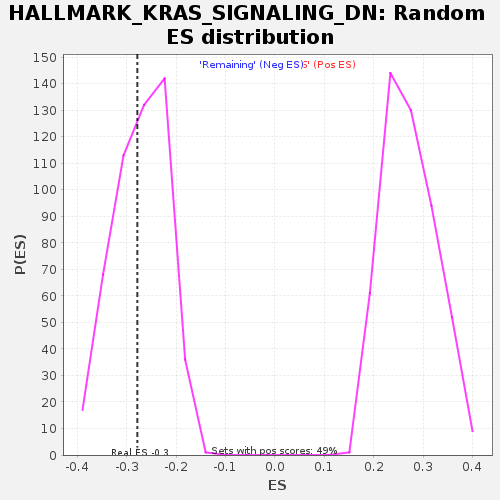 HALLMARK_KRAS_SIGNALING_DN: Random
ES distribution
'Remaining' (Neg ES) (Pos ES)
P(ES)
150
140
130
120
110
100
90
80
70
60
50
40
30
20
10
0
Real ES -0.3
Sets with pos scores: 49%
-0.4 -0.3 -0.2 -0.1 0.0 0.1 0.2 0.3 0.4
ES